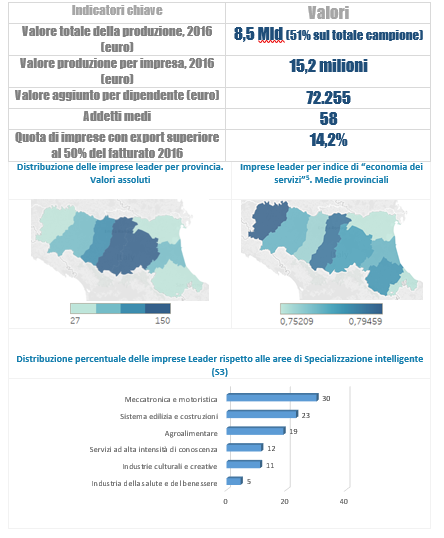 Indicatori chiave
Valori
Valore totale della produzione, 2016
(euro)
8,5 Mld (51% sul totale campione)
Valore produzione per impresa, 2016
(euro)
15,2 milioni
Valore aggiunto per dipendente (euro)
72.255
Addetti medi
58
Quota di imprese con export superiore
al 50% del fatturato 2016
14,2%
Distribuzione delle imprese leader per provincia.
Valori assoluti
27
150
Imprese leader per indice di “economia dei
servizi”⁵. Medie provinciali
0,75209
0,79459
Distribuzione percentuale delle imprese Leader rispetto alle aree di Specializzazione intelligente
(S3)
Meccatronica e motoristica 30
Sistema edilizia e costruzioni 23
Agroalimentare 19
Servizi ad alta intensità di conoscenza 12
Industrie culturali e creative 11
Industria della salute e del benessere 5
0 20 40